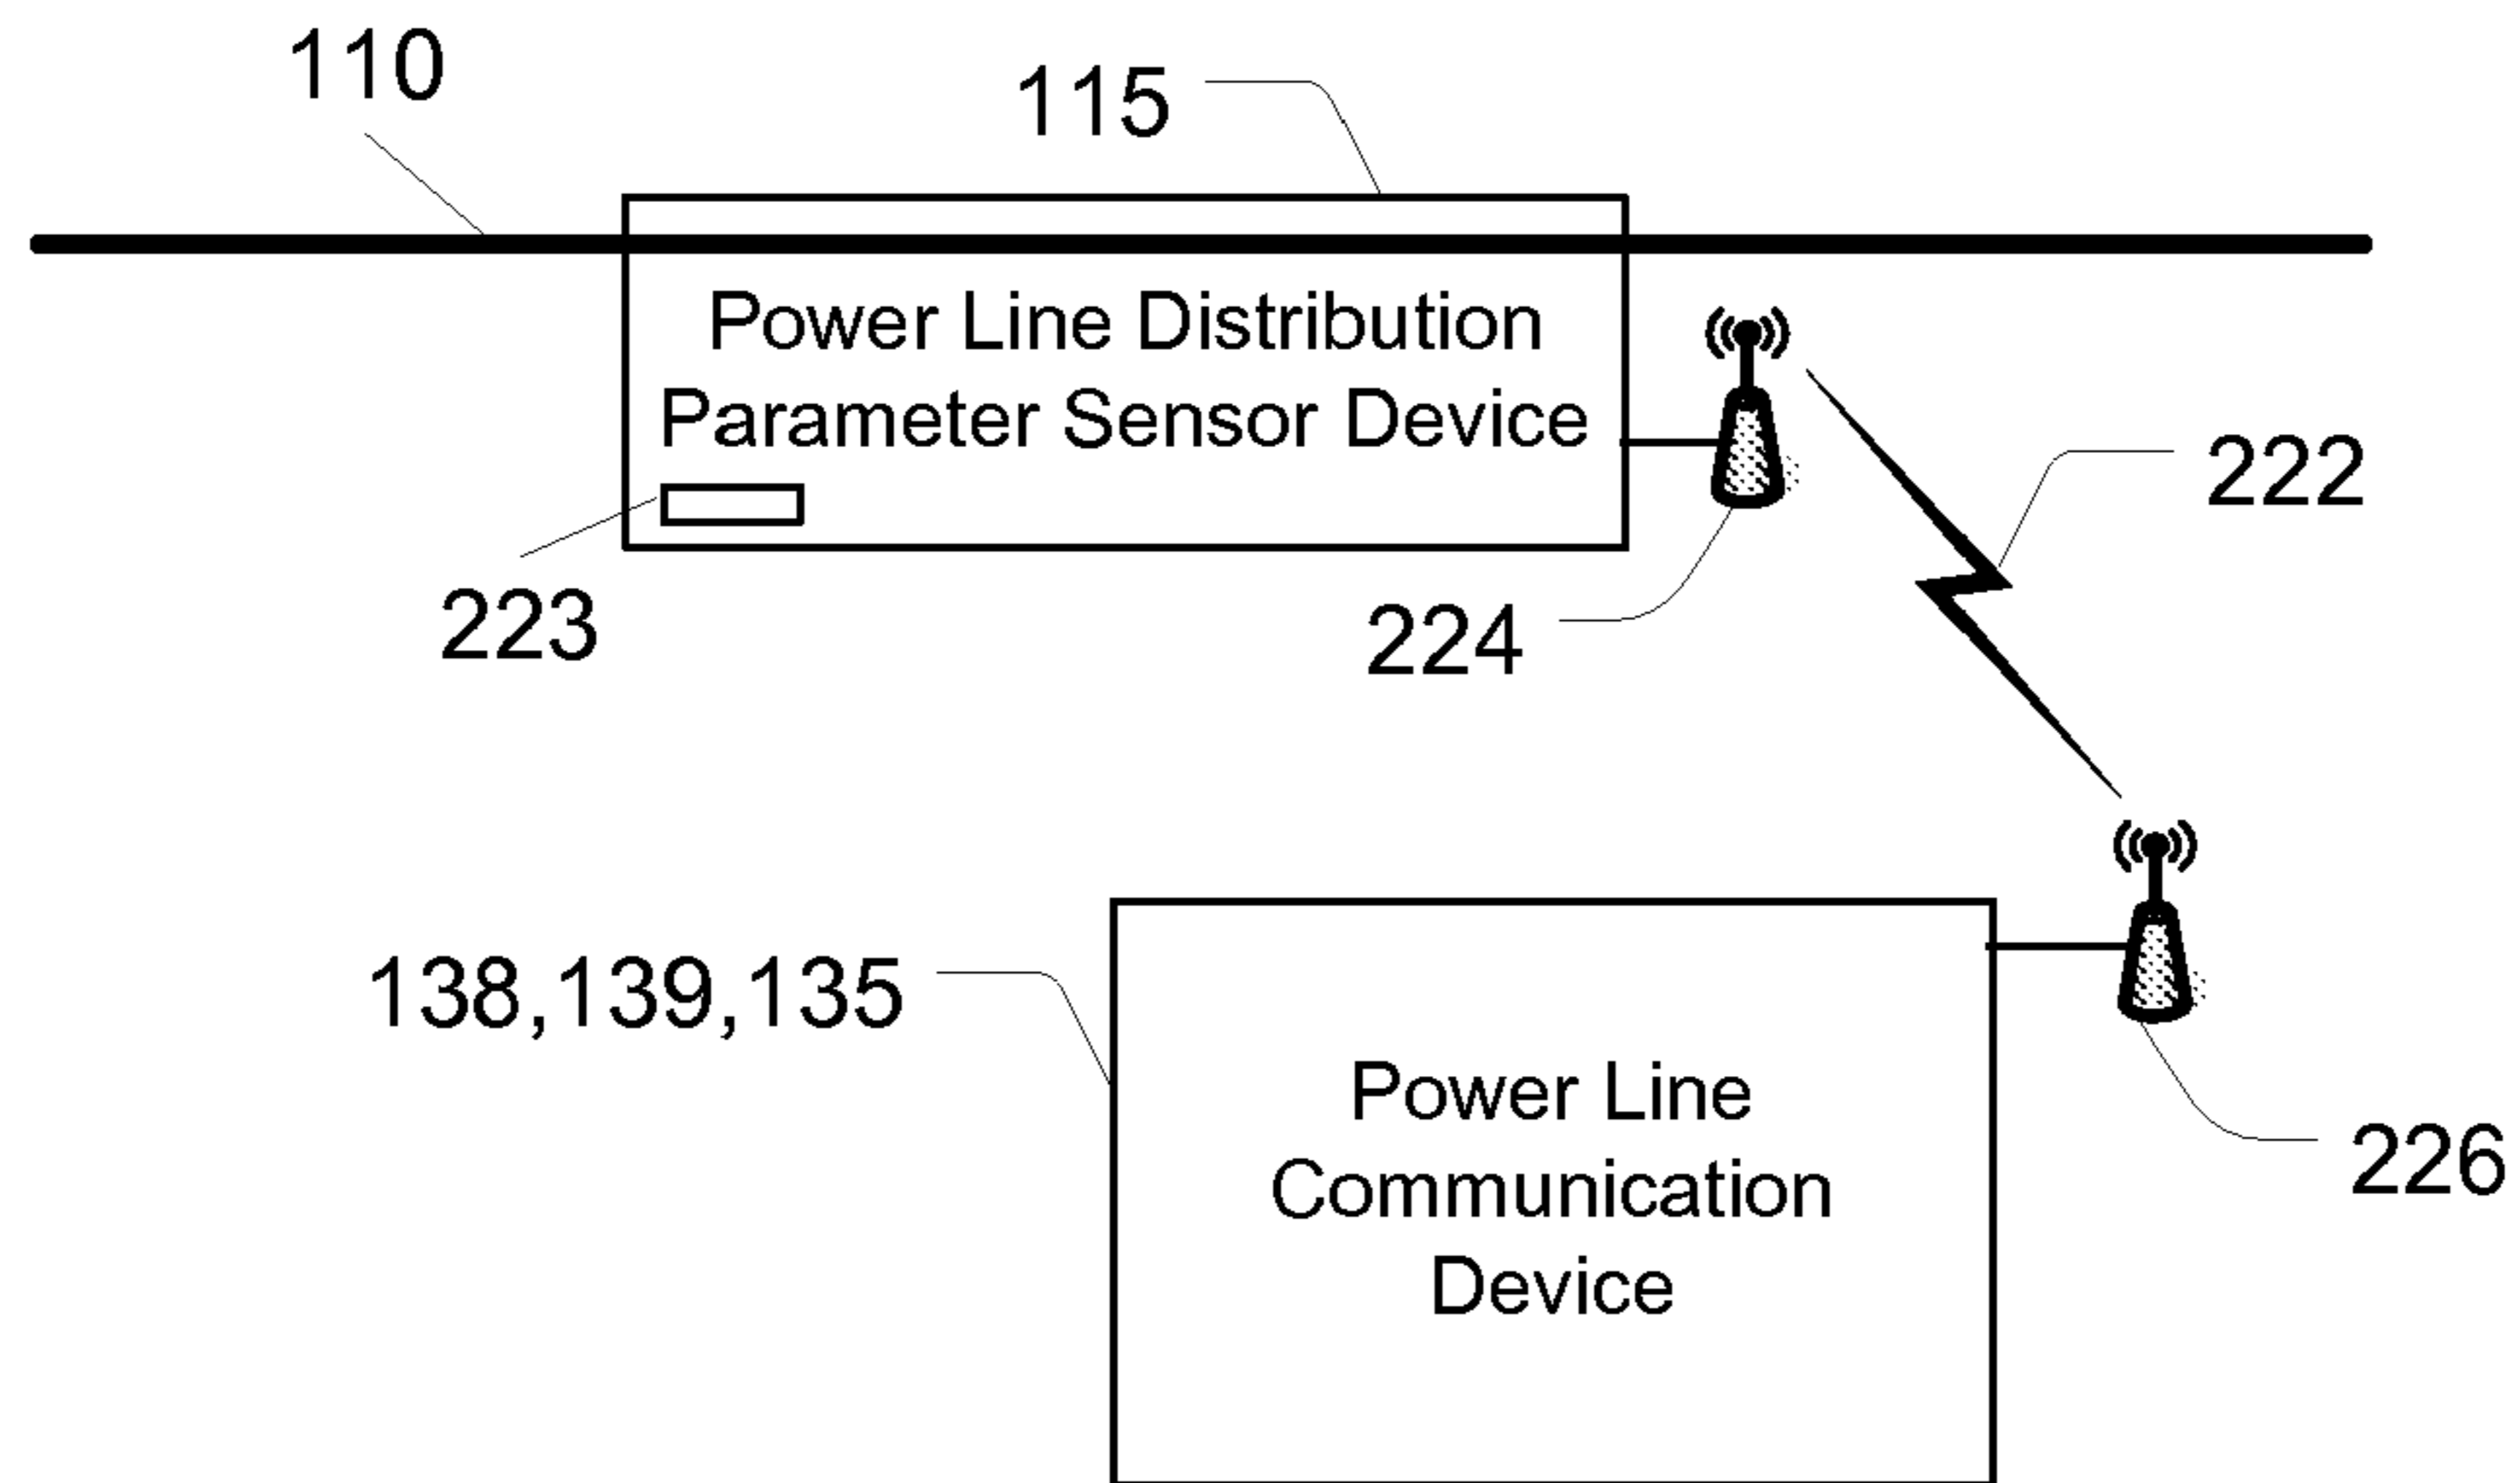 110
115
Power Line Distribution
Parameter Sensor Device
222
223
224
138,139,135
Power Line
Communication
Device
226